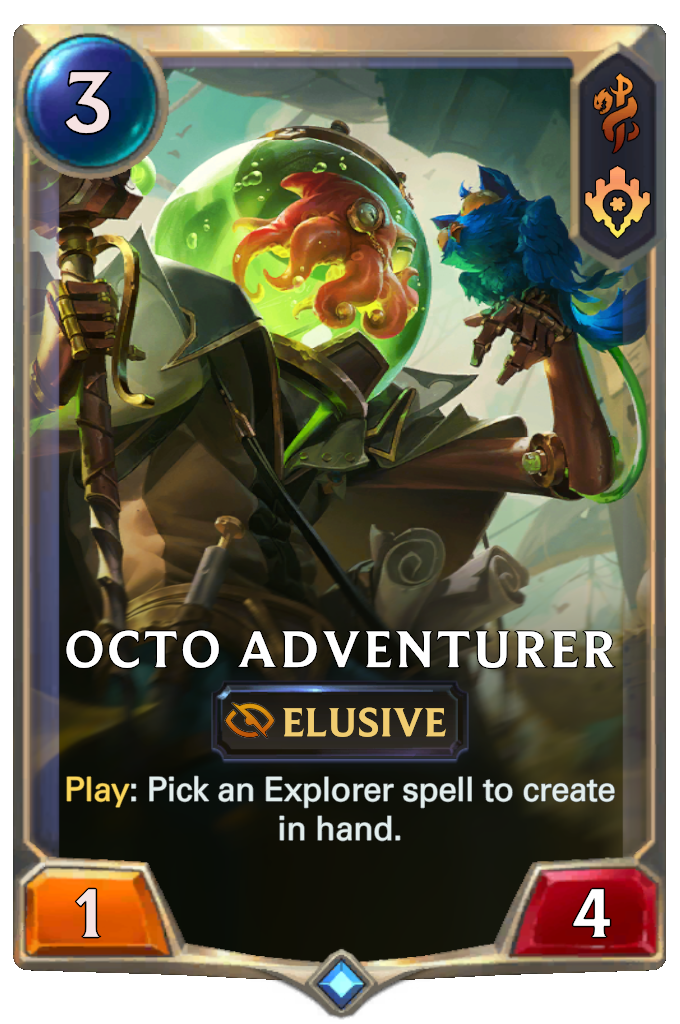 3
OCTO ADVENTURER
ELUSIVE
Play: Pick an Explorer spell to create
in hand.
1
4